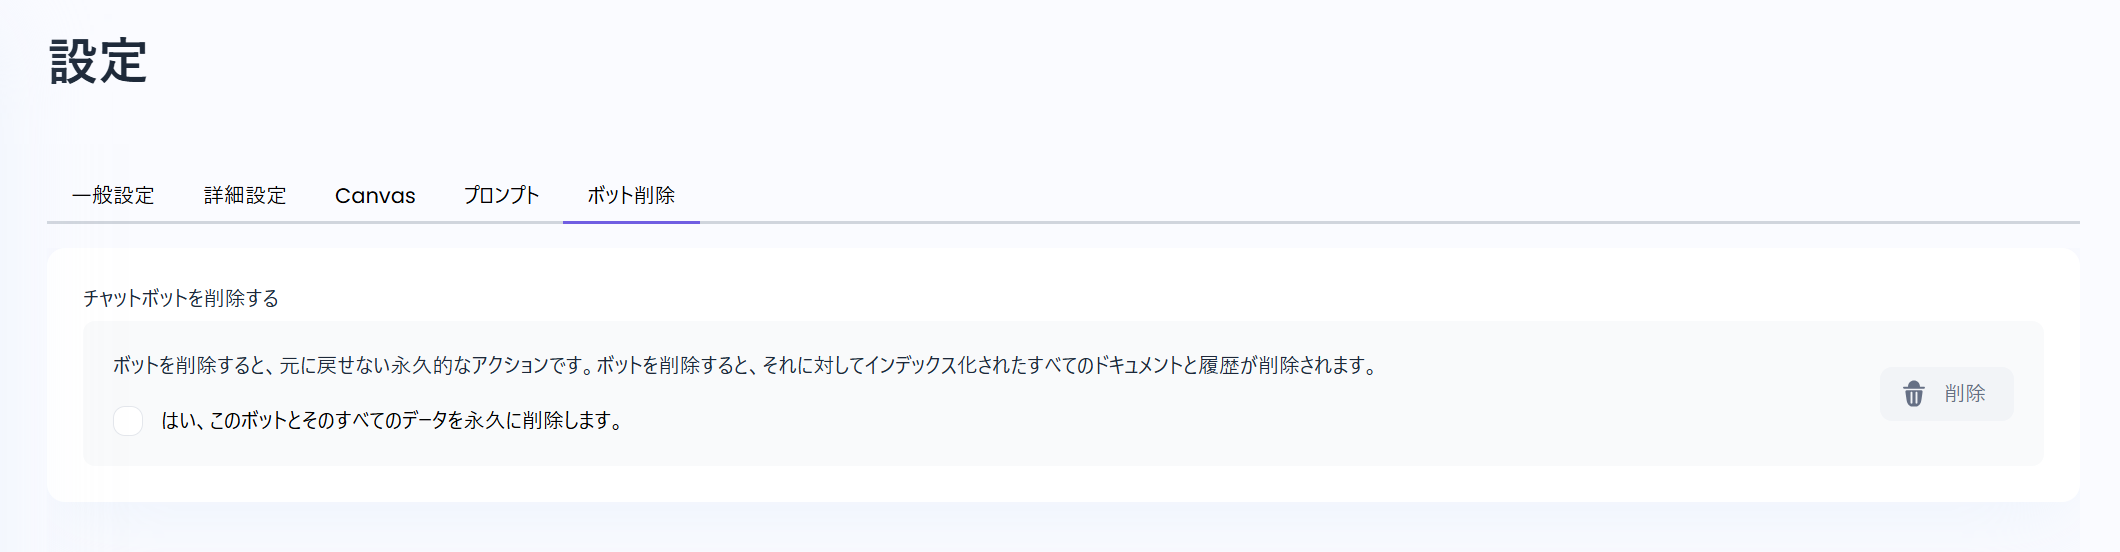 設定
一般設定 詳細設定 Canvas プロンプト ボット削除
チャットボットを削除する
ボットを削除すると、元に戻せない永久的なアクションです。ボットを削除すると、それに対してインデックス化されたすべてのドキュメントと履歴が削除されます。
削除
はい、このボットとそのすべてのデータを永久に削除します。